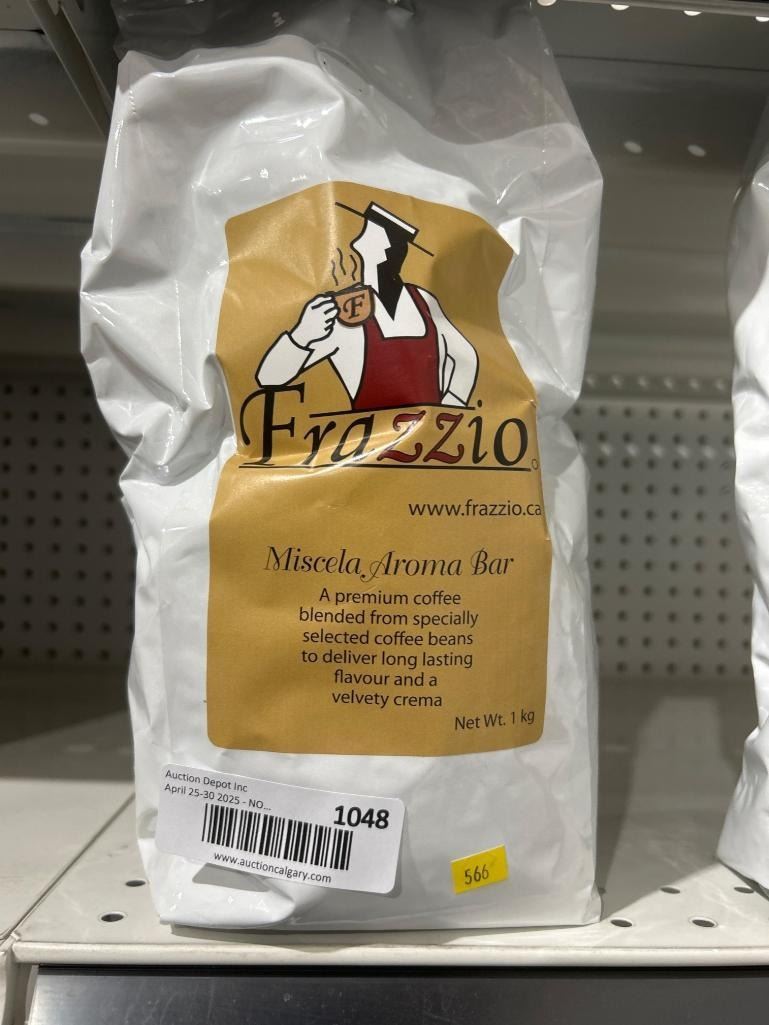 F
Frazzio
www.frazzio.ca
Miscela Aroma Bar
A premium coffee
blended from specially
selected coffee beans
to deliver long lasting
flavour and a
velvety crema
Net Wt. 1 kg
Auction Depot Inc
April 25-30 2025 - NO...
1048
www.auctioncalgary.com
566